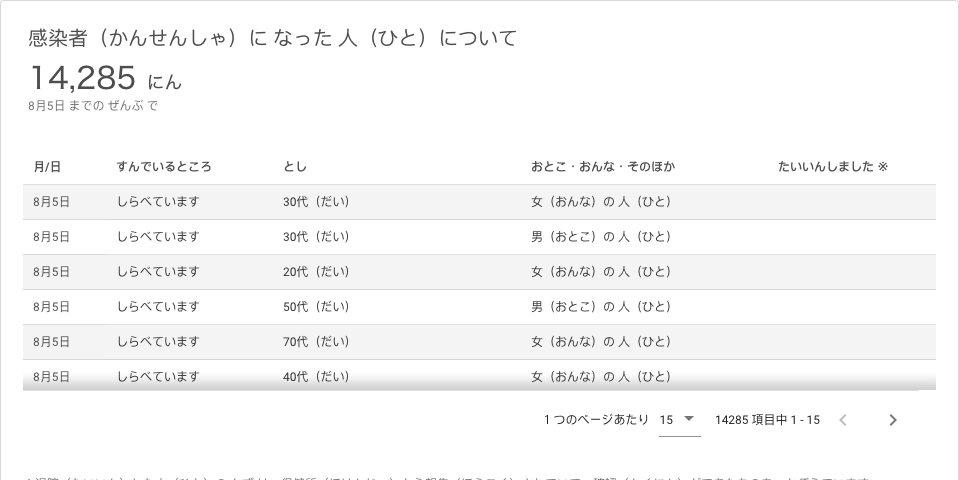 感染者（かんせんしゃ）に なった 人（ひと）について
14,285 にん
8月5日 までの ぜんぶ で
月/日 すんでいるところ とし おとこ・おんな・そのほか たいいんしました ※
8月5日 しらべています 30代（だい） 女（おんな）の 人（ひと）
8月5日 しらべています 30代（だい） 男（おとこ）の 人（ひと）
8月5日 しらべています 20代（だい） 女（おんな）の 人（ひと）
8月5日 しらべています 50代（だい） 男（おとこ）の 人（ひと）
8月5日 しらべています 70代（だい） 女（おんな）の 人（ひと）
8月5日 しらべています 40代（だい） 女（おんな）の 人（ひと）
1 つのページあたり 15 14285 項目中 1 - 15